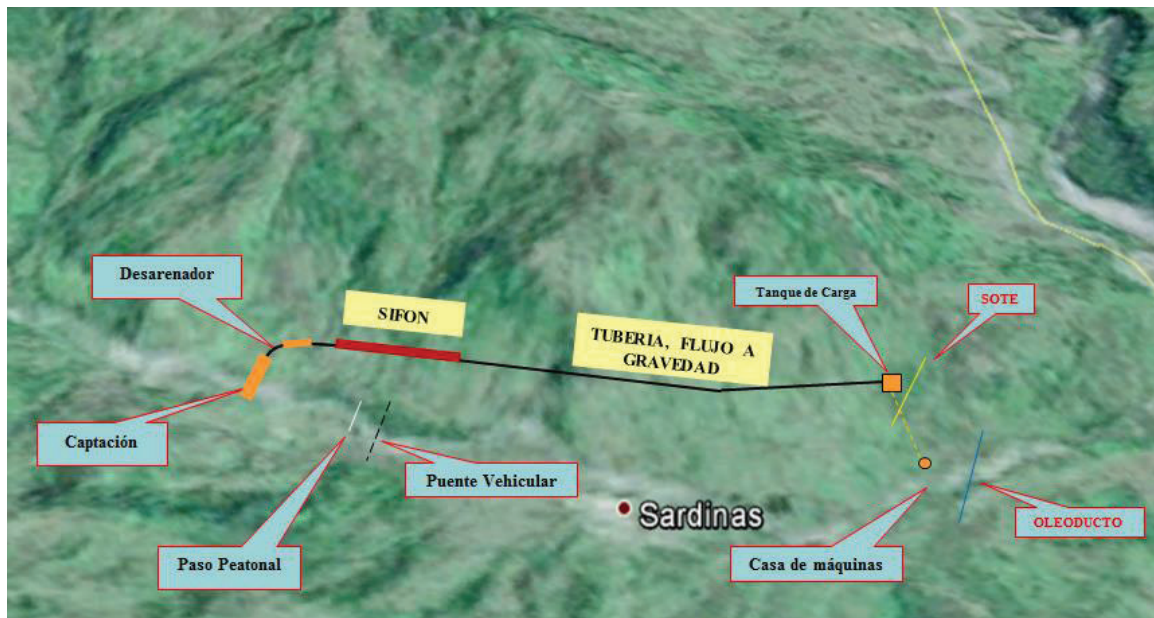 Desarenador
SIFON
Tanque de Carga
SOTE
TUBERIA, FLUJO A
GRAVEDAD
Captación
Puente Vehicular
Sardinas
OLEODUCTO
Paso Peatonal
Casa de máquinas